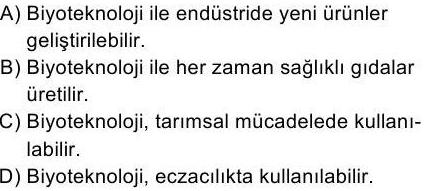 A) Biyoteknoloji ile endüstride yeni ürünler
geliştirilebilir.
B) Biyoteknoloji ile her zaman sağlıklı gıdalar
üretilir.
C) Biyoteknoloji, tarımsal mücadelede kullanı-
labilir.
D) Biyoteknoloji, eczacılıkta kullanılabilir.